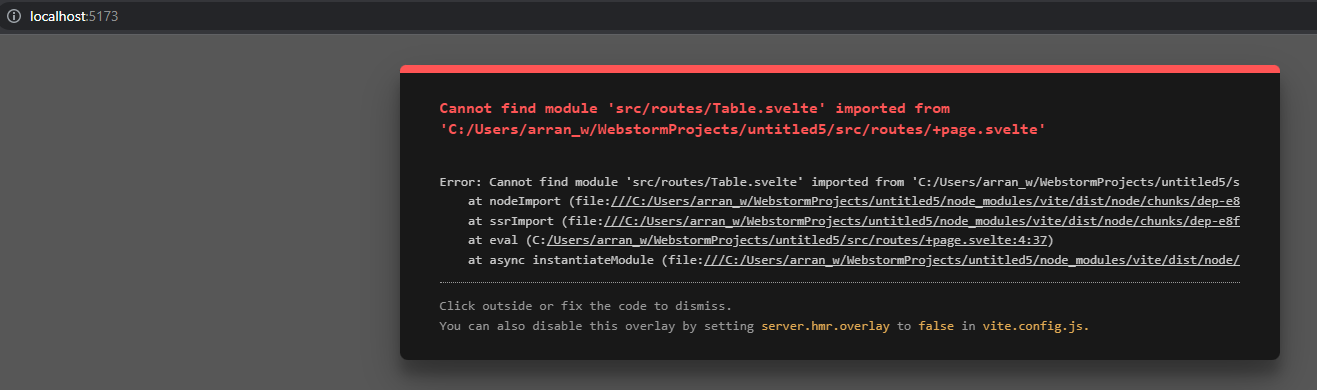 localhost:5173
Cannot find module 'src/routes/Table.svelte' imported from
'C:/Users/arran_w/WebstormProjects/untitled5/src/routes/+page.svelte'
Error: Cannot find module 'src/routes/Table.svelte' imported from 'C:/Users/arran_w/WebstormProjects/untitled5/s
at nodeImport (file:///C:/Users/arran_w/WebstormProjects/untitled5/node_modules/vite/dist/node/chunks/dep-e8
at ssrImport (file:///C:/Users/arran_w/WebstormProjects/untitled5/node_modules/vite/dist/node/chunks/dep-e8f
at eval (C:/Users/arran_w/WebstormProjects/untitled5/src/routes/+page.svelte:4:37)
at async instantiateModule (file:///C:/Users/arran_w/WebstormProjects/untitled5/node_modules/vite/dist/node/
Click outside or fix the code to dismiss.
You can also disable this overlay by setting server.hmr.overlay to false in vite.config.js.